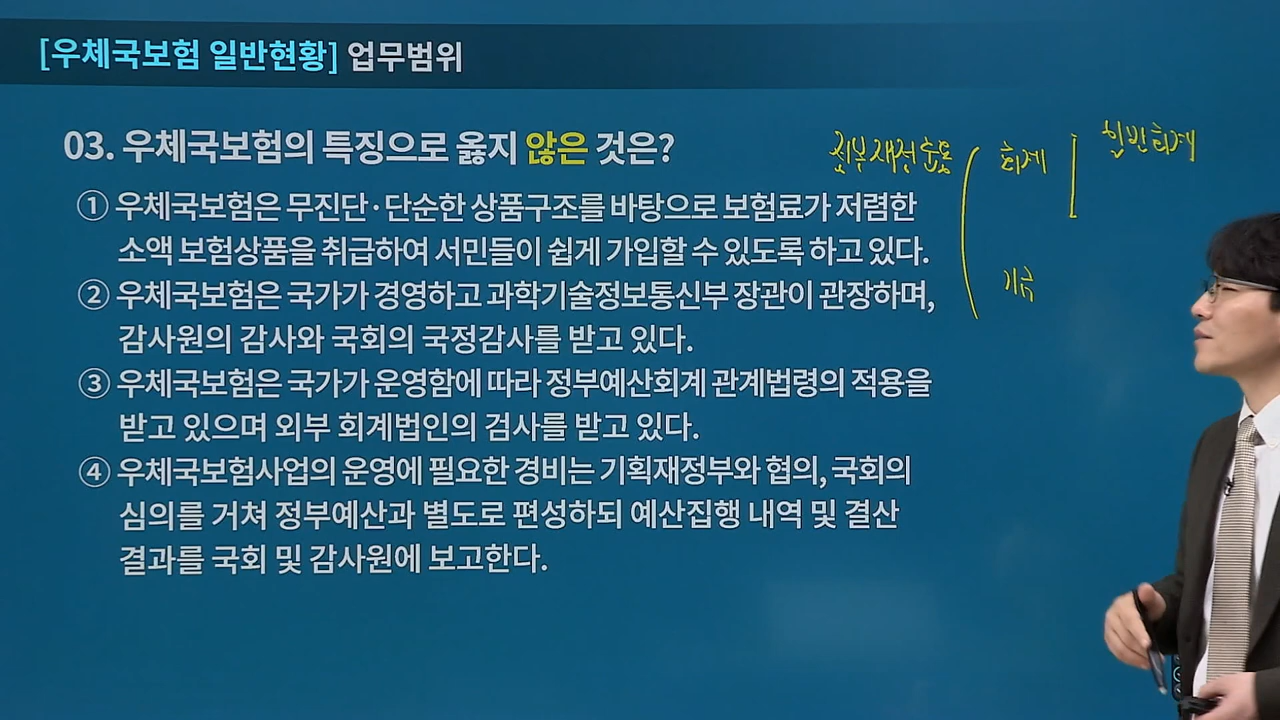 [우체국보험 일반현황] 업무범위
03. 우체국보험의 특징으로 옳지 않은 것은?
① 우체국보험은 무진단·단순한 상품구조를 바탕으로 보험료가 저렴한
소액 보험상품을 취급하여 서민들이 쉽게 가입할 수 있도록 하고 있다.
② 우체국보험은 국가가 경영하고 과학기술정보통신부 장관이 관장하며,
감사원의 감사와 국회의 국정감사를 받고 있다.
③ 우체국보험은 국가가 운영함에 따라 정부예산회계 관계법령의 적용을
받고 있으며 외부 회계법인의 검사를 받고 있다.
④ 우체국보험사업의 운영에 필요한 경비는 기획재정부와 협의, 국회의
심의를 거쳐 정부예산과 별도로 편성하되 예산집행 내역 및 결산
결과를 국회 및 감사원에 보고한다.
회계
일반회계
기금